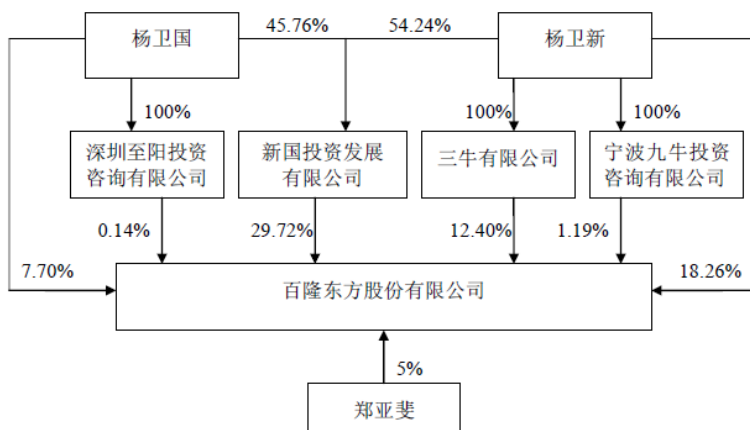 杨卫国
45.76%
54.24%
杨卫新
100%
100%
100%
深圳至阳投资
咨询有限公司
新国投资发展
有限公司
三牛有限公司
宁波九牛投资
咨询有限公司
0.14%
29.72%
12.40%
1.19%
7.70%
百隆东方股份有限公司
18.26%
5%
郑亚斐